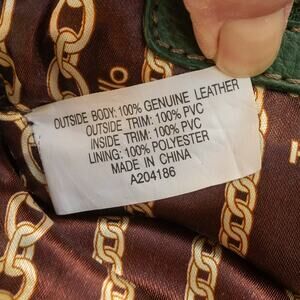 OUTSIDE BODY: 100% GENUINE LEATHER
OUTSIDE TRIM: 100% PVC
INSIDE TRIM: 100% PVC
LINING: 100% POLYESTER
MADE IN CHINA
A204186